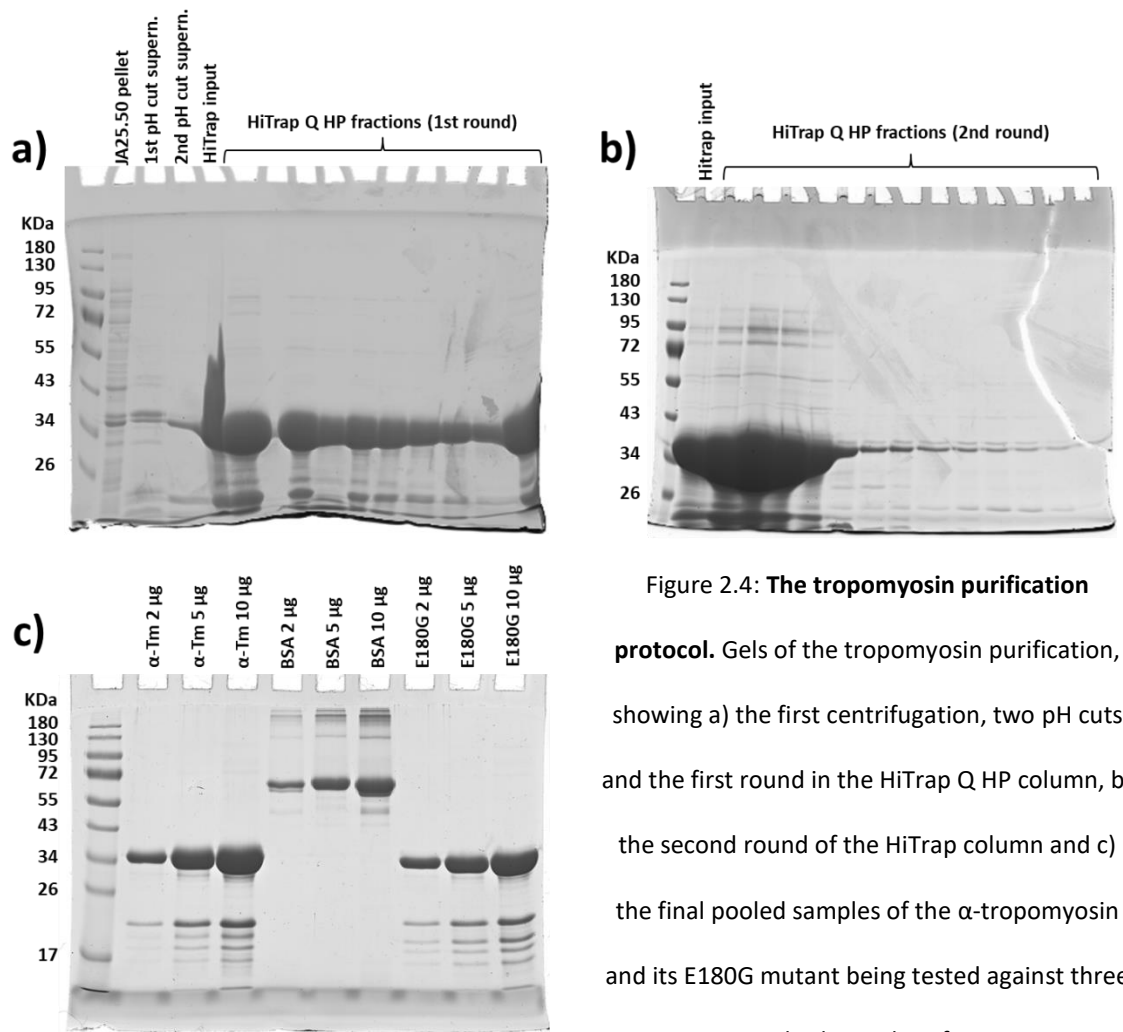 JA25.50 pellet
1st pH cut supern.
2nd pH cut supern.
HiTrap input
HiTrap Q HP fractions (1st round)
a)
KDa
180
130
95
72
55
43
34
26
Hitrap input
HiTrap Q HP fractions (2nd round)
b)
KDa
180
130
95
72
55
43
34
26
α-Tm 2 µg
α-Tm 5 µg
α-Tm 10 µg
BSA 2 µg
BSA 5 µg
BSA 10 µg
E180G 2 µg
E180G 5 µg
E180G 10 µg
c)
KDa
180
130
95
72
55
43
34
26
17
Figure 2.4: The tropomyosin purification
protocol. Gels of the tropomyosin purification,
showing a) the first centrifugation, two pH cuts
and the first round in the HiTrap Q HP column, b
the second round of the HiTrap column and c)
the final pooled samples of the α-tropomyosin
and its E180G mutant being tested against three